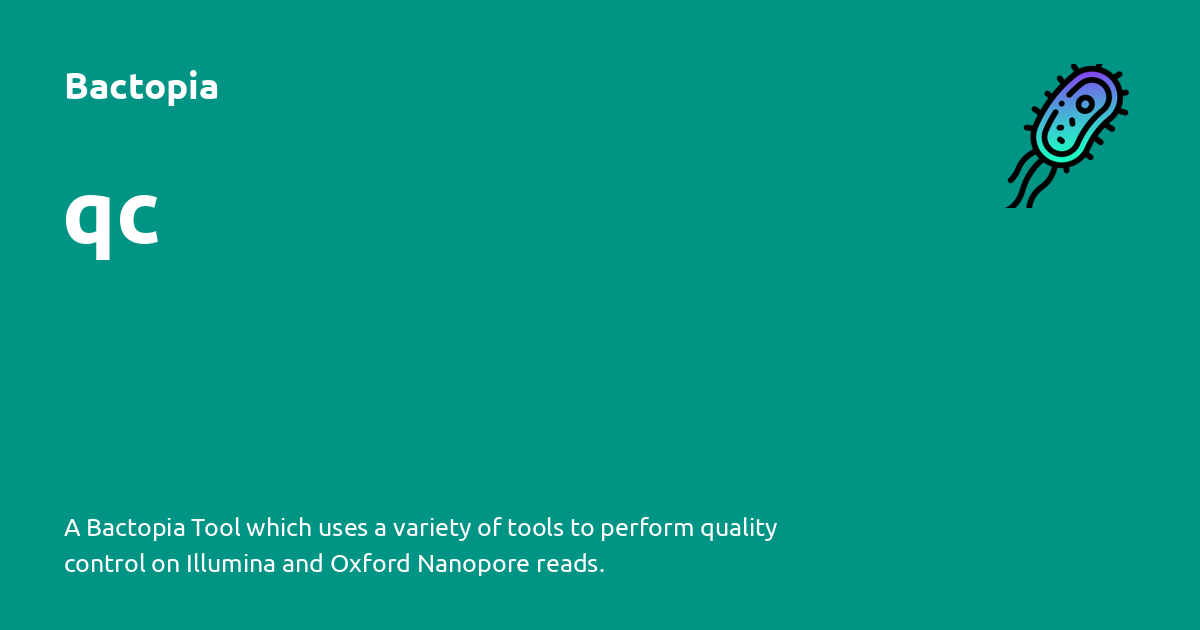 Bactopia
qc
A Bactopia Tool which uses a variety of tools to perform quality
control on Illumina and Oxford Nanopore reads.